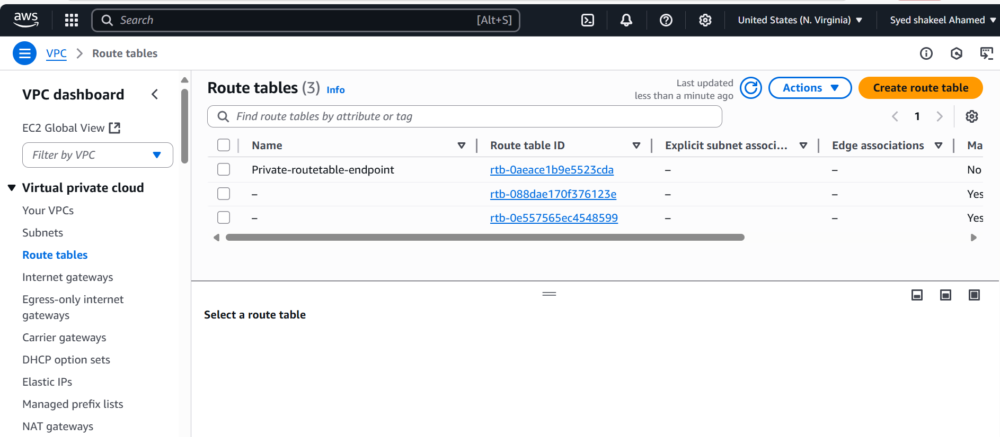 aws
Search [Alt+S] United States (N. Virginia) Syed shakeel Ahamed
VPC Route tables
VPC dashboard
EC2 Global View
Filter by VPC
Virtual private cloud
Your VPCs
Subnets
Route tables
Internet gateways
Egress-only internet
gateways
Carrier gateways
DHCP option sets
Elastic IPs
Managed prefix lists
NAT gateways
Route tables (3) Info
Last updated
less than a minute ago
Actions
Create route table
Find route tables by attribute or tag
1
Name Route table ID Explicit subnet associ... Edge associations Ma
Private-routetable-endpoint rtb-0aeace1b9e5523cda – – No
– rtb-088dae170f376123e – – Yes
– rtb-0e557565ec4548599 – – Yes
Select a route table